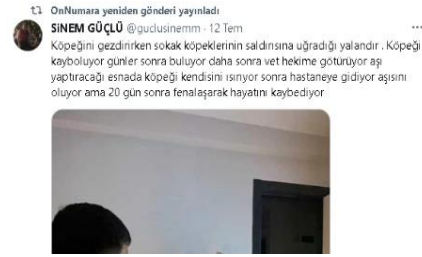 OnNumara yeniden gönderi yayınladı
SiNEM GÜÇLÜ @guclusinemm · 12 Tem
Köpeğini gezdirirken sokak köpeklerinin saldırısına uğradığı yalandır . Köpeği
kayboluyor günler sonra buluyor daha sonra vet hekime götürüyor aşı
yaptıracağı esnada köpeği kendisini ısırıyor sonra hastaneye gidiyor aşısını
oluyor ama 20 gün sonra fenalaşarak hayatını kaybediyor